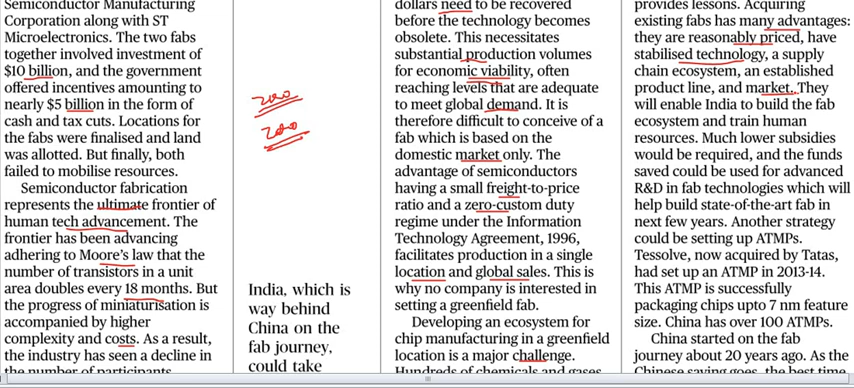 Semiconductor Manufacturing
Corporation along with ST
Microelectronics. The two fabs
together involved investment of
$10 billion, and the government
offered incentives amounting to
nearly $5 billion in the form of
cash and tax cuts. Locations for
the fabs were finalised and land
was allotted. But finally, both
failed to mobilise resources.
Semiconductor fabrication
represents the ultimate frontier of
human tech advancement. The
frontier has been advancing
adhering to Moore's law that the
number of transistors in a unit
area doubles every 18 months. But
the progress of miniaturisation is
accompanied by higher
complexity and costs. As a result,
the industry has seen a decline in
the number of participants
India, which is
way behind
China on the
fab journey,
could take
dollars need to be recovered
before the technology becomes
obsolete. This necessitates
substantial production volumes
for economic viability, often
reaching levels that are adequate
to meet global demand. It is
therefore difficult to conceive of a
fab which is based on the
domestic market only. The
advantage of semiconductors
having a small freight-to-price
ratio and a zero-custom duty
regime under the Information
Technology Agreement, 1996,
facilitates production in a single
location and global sales. This is
why no company is interested in
setting a greenfield fab.
Developing an ecosystem for
chip manufacturing in a greenfield
location is a major challenge.
Hundreds of chemicals and gases
provides lessons. Acquiring
existing fabs has many advantages:
they are reasonably priced, have
stabilised technology, a supply
chain ecosystem, an established
product line, and market. They
will enable India to build the fab
ecosystem and train human
resources. Much lower subsidies
would be required, and the funds
saved could be used for advanced
R&D in fab technologies which will
help build state-of-the-art fab in
next few years. Another strategy
could be setting up ATMPs.
Tessolve, now acquired by Tatas,
had set up an ATMP in 2013-14.
This ATMP is successfully
packaging chips upto 7 nm feature
size. China has over 100 ATMPs.
China started on the fab
journey about 20 years ago. As the
Chinese saying goes, the best time